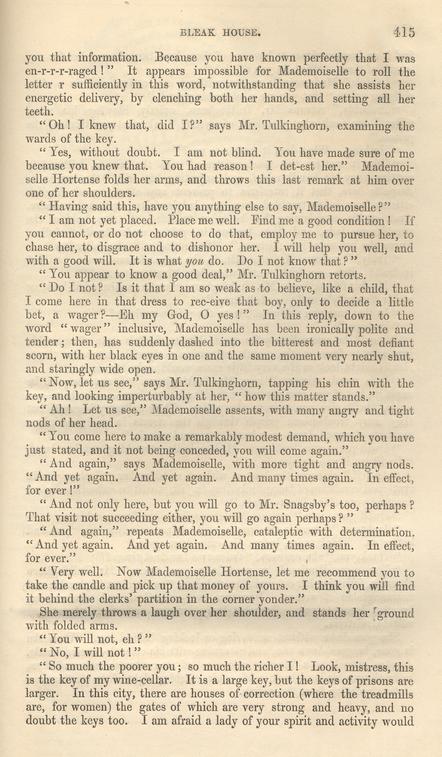 BLEAK HOUSE. 415
you that information. Because you have known perfectly that I was
en-r-r-r-raged!” It appears impossible for Mademoiselle to roll the
letter r sufficiently in this word, notwithstanding that she assists her
energetic delivery, by clenching both her hands, and setting all her
teeth.
“Oh! I knew that, did I?” says Mr. Tulkinghorn, examining the
wards of the key.
“Yes, without doubt. I am not blind. You have made sure of me
because you knew that. You had reason! I det-est her.” Mademoi-
selle Hortense folds her arms, and throws this last remark at him over
one of her shoulders.
“Having said this, have you anything else to say, Mademoiselle?”
“I am not yet placed. Place me well. Find me a good condition! If
you cannot, or do not choose to do that, employ me to pursue her, to
chase her, to disgrace and to dishonor her. I will help you well, and
with a good will. It is what you do. Do I not know that?”
“You appear to know a good deal,” Mr. Tulkinghorn retorts.
“Do I not? Is it that I am so weak as to believe, like a child, that
I come here in that dress to rec-eive that boy, only to decide a little
bet, a wager?—Eh my God, O yes!” In this reply, down to the
word “wager” inclusive, Mademoiselle has been ironically polite and
tender; then, has suddenly dashed into the bitterest and most defiant
scorn, with her black eyes in one and the same moment very nearly shut,
and staringly wide open.
“Now, let us see,” says Mr. Tulkinghorn, tapping his chin with the
key, and looking imperturbably at her, “how this matter stands.”
“Ah! Let us see,” Mademoiselle assents, with many angry and tight
nods of her head.
“You come here to make a remarkably modest demand, which you have
just stated, and it not being conceded, you will come again.”
“And again,” says Mademoiselle, with more tight and angry nods.
“And yet again. And yet again. And many times again. In effect,
for ever!”
“And not only here, but you will go to Mr. Snagsby's too, perhaps?
That visit not succeeding either, you will go again perhaps?”
“And again,” repeats Mademoiselle, cataleptic with determination.
“And yet again. And yet again. And many times again. In effect,
for ever.”
“Very well. Now Mademoiselle Hortense, let me recommend you to
take the candle and pick up that money of yours. I think you will find
it behind the clerks' partition in the corner yonder.”
She merely throws a laugh over her shoulder, and stands her ground
with folded arms.
“You will not, eh?”
“No, I will not!”
“So much the poorer you; so much the richer I! Look, mistress, this
is the key of my wine-cellar. It is a large key, but the keys of prisons are
larger. In this city, there are houses of correction (where the treadmills
are, for women) the gates of which are very strong and heavy, and no
doubt the keys too. I am afraid a lady of your spirit and activity would